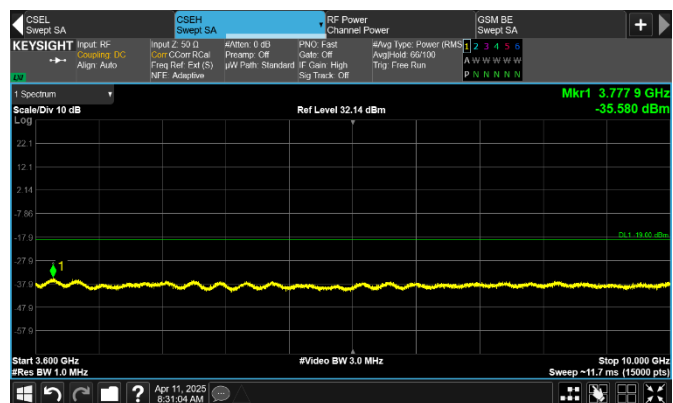 CSEL
Swept SA
CSEH
Swept SA
RF Power
Channel Power
GSM BE
Swept SA
+
KEYSIGHT
LXI
Input: RF
Coupling: DC
Align: Auto
Input Z: 50 Ω
Corr CCorr RCal
Freq Ref: Ext (S)
NFE: Adaptive
#Atten: 0 dB
Preamp: Off
µW Path: Standard
PNO: Fast
Gate: Off
IF Gain: High
Sig Track: Off
#Avg Type: Power (RMS)
Avg|Hold: 66/100
Trig: Free Run
1 2 3 4 5 6
A W W W W W
P N N N N N
1 Spectrum
Mkr1 3.777 9 GHz
Scale/Div 10 dB
Ref Level 32.14 dBm
-35.580 dBm
Log
22.1
12.1
2.14
-7.86
-17.9
DL1 -19.00 dBm
-27.9
1
-37.9
-47.9
-57.9
Start 3.600 GHz
#Video BW 3.0 MHz
Stop 10.000 GHz
#Res BW 1.0 MHz
Sweep ~11.7 ms (15000 pts)
?
Apr 11, 2025
8:31:04 AM